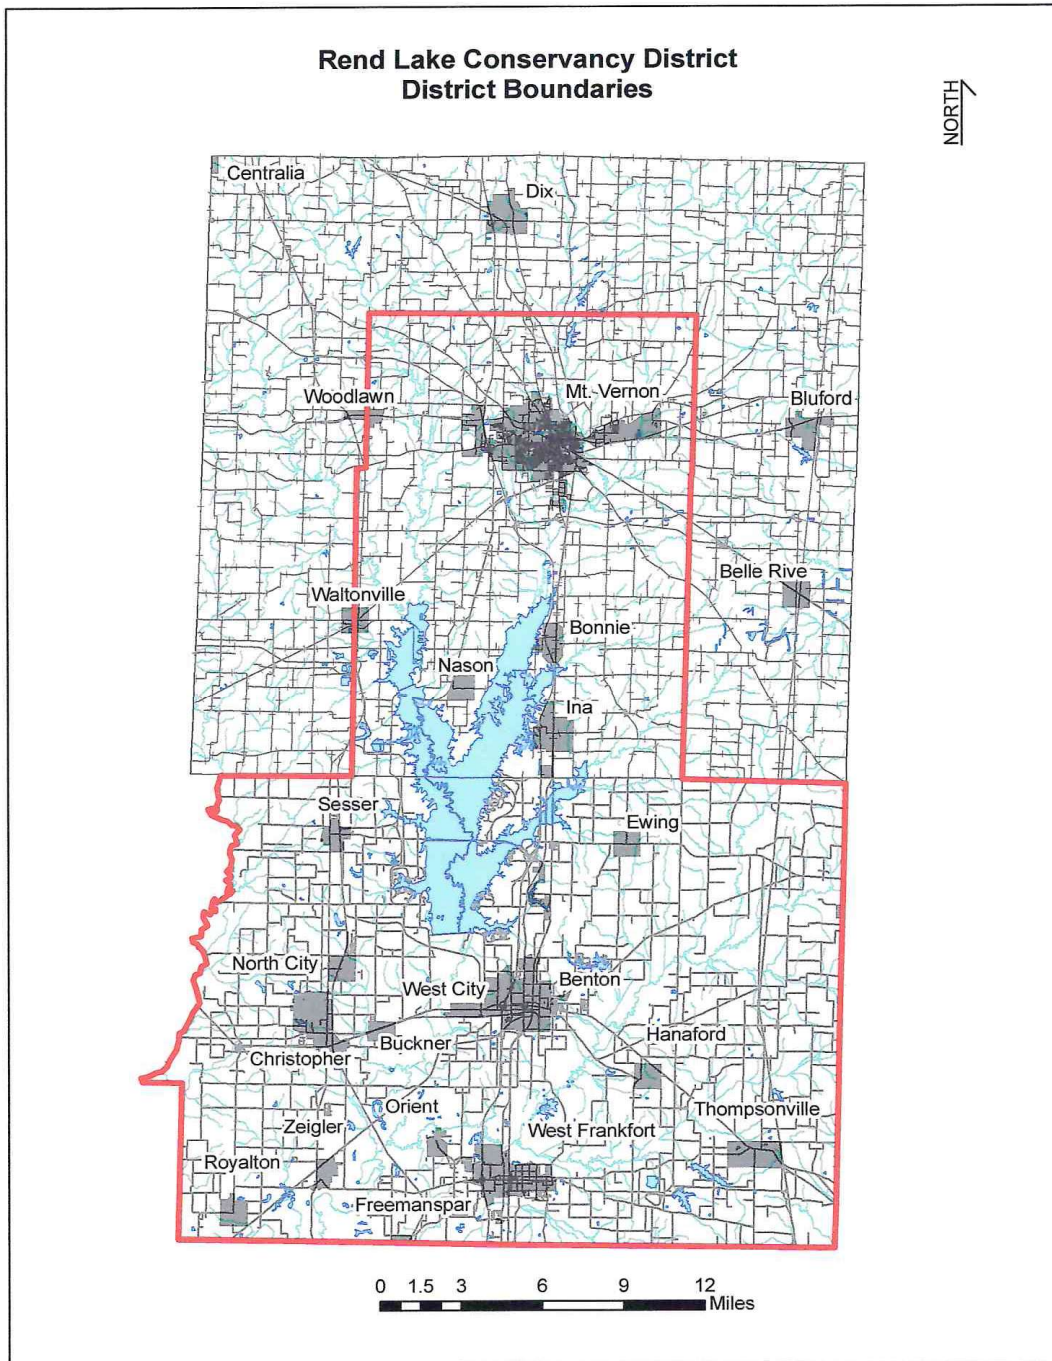 Rend Lake Conservancy District
District Boundaries
NORTH
Centralia
Dix
Woodlawn
Mt. Vernon
Bluford
Belle Rive
Waltonville
Bonnie
Nason
Ina
Sesser
Ewing
North City
West City
Benton
Hanaford
Buckner
Christopher
Orient
Thompsonville
Zeigler
West Frankfort
Royalton
Freemanspar
0 1.5 3 6 9 12
Miles